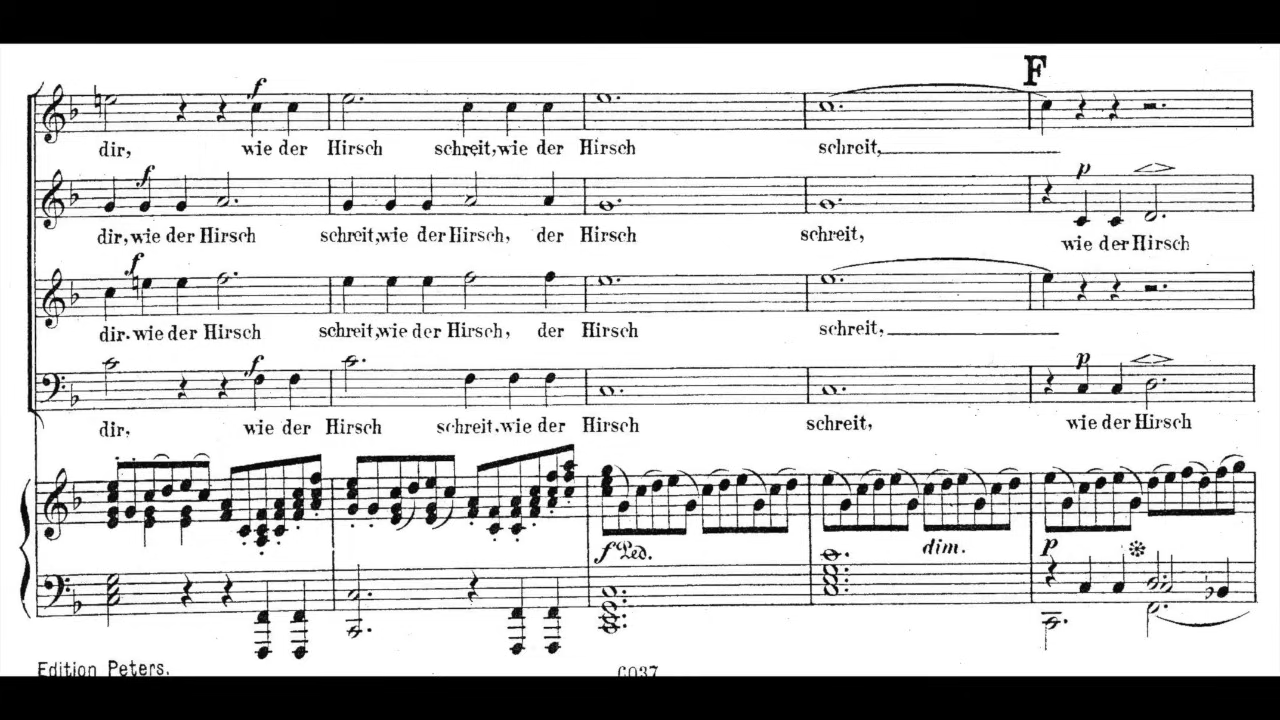 F
f
dir, wie der Hirsch schreit, wie der Hirsch schreit,
f p
dir, wie der Hirsch schreit, wie der Hirsch, der Hirsch schreit, wie der Hirsch
f
dir. wie der Hirsch schreit, wie der Hirsch, der Hirsch schreit,
f p
dir, wie der Hirsch schreit, wie der Hirsch schreit, wie der Hirsch
f Ped. dim. p
Edition Peters. 6037